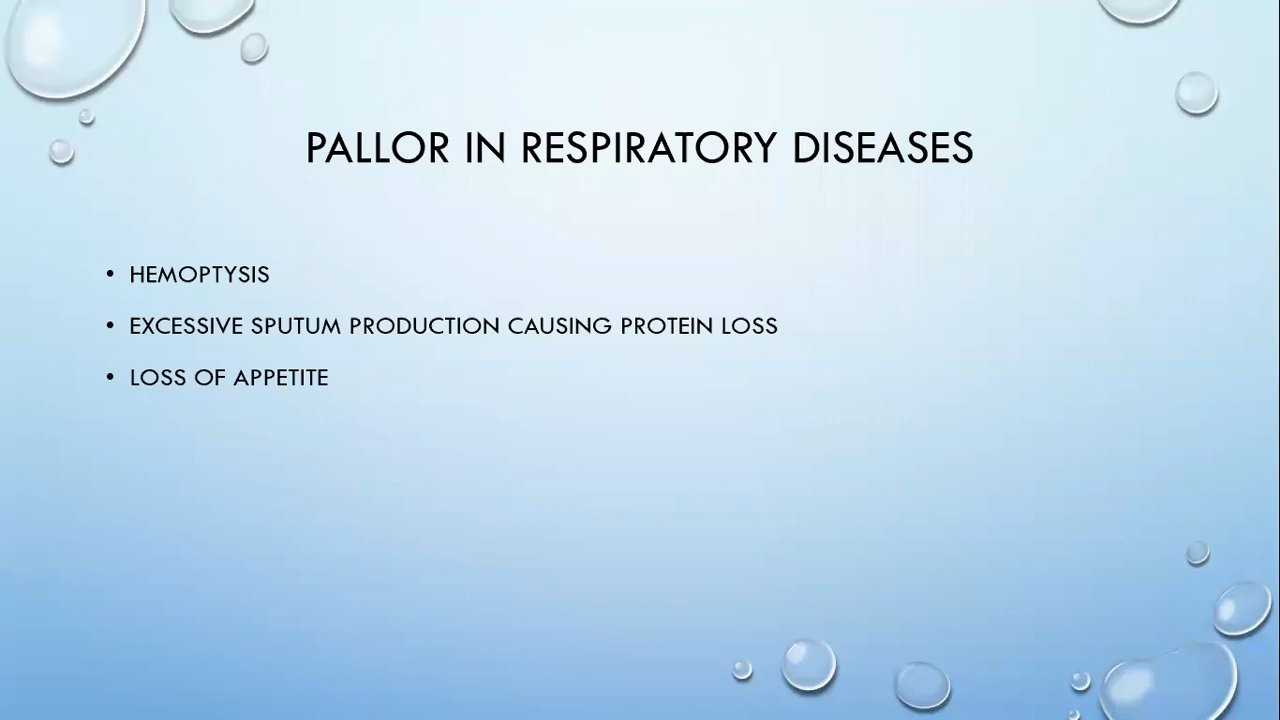 PALLOR IN RESPIRATORY DISEASES
• HEMOPTYSIS
• EXCESSIVE SPUTUM PRODUCTION CAUSING PROTEIN LOSS
• LOSS OF APPETITE